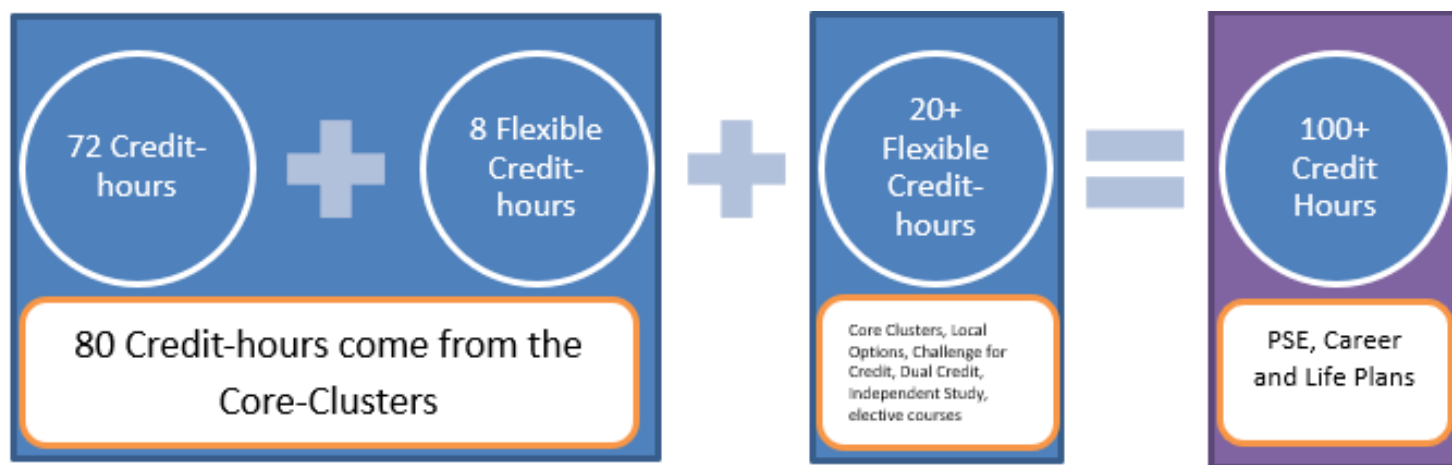 72 Credit-
hours
8 Flexible
Credit-
hours
80 Credit-hours come from the
Core-Clusters
20+
Flexible
Credit-
hours
Core Clusters, Local
Options, Challenge for
Credit, Dual Credit,
Independent Study,
elective courses
100+
Credit
Hours
PSE, Career
and Life Plans